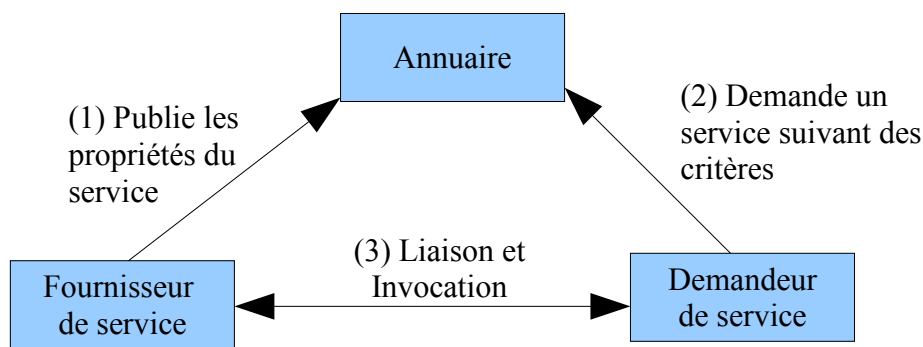 Annuaire
(1) Publie les
propriétés du
service
(2) Demande un
service suivant des
critères
(3) Liaison et
Invocation
Fournisseur
de service
Demandeur
de service